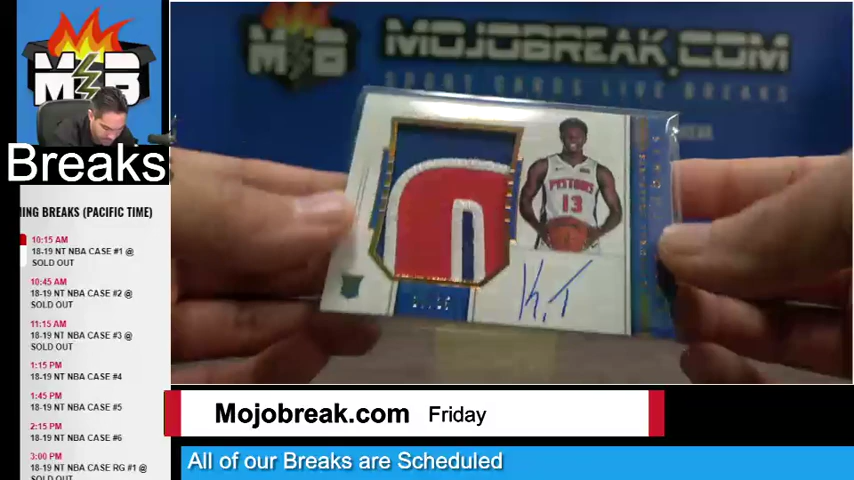 M B
Breaks
MING BREAKS (PACIFIC TIME)
10:15 AM
18-19 NT NBA CASE #1 @
SOLD OUT
10:45 AM
18-19 NT NBA CASE #2 @
SOLD OUT
11:15 AM
18-19 NT NBA CASE #3 @
SOLD OUT
1:15 PM
18-19 NT NBA CASE #4
1:45 PM
18-19 NT NBA CASE #5
2:15 PM
18-19 NT NBA CASE #6
3:00 PM
18-19 NT NBA CASE RG #1 @
SOLD OUT
M B
MOJOBREAK.COM
SPORT CARDS LIVE BREAKS
PISTONS
13
K.T
Mojobreak.com Friday
All of our Breaks are Scheduled